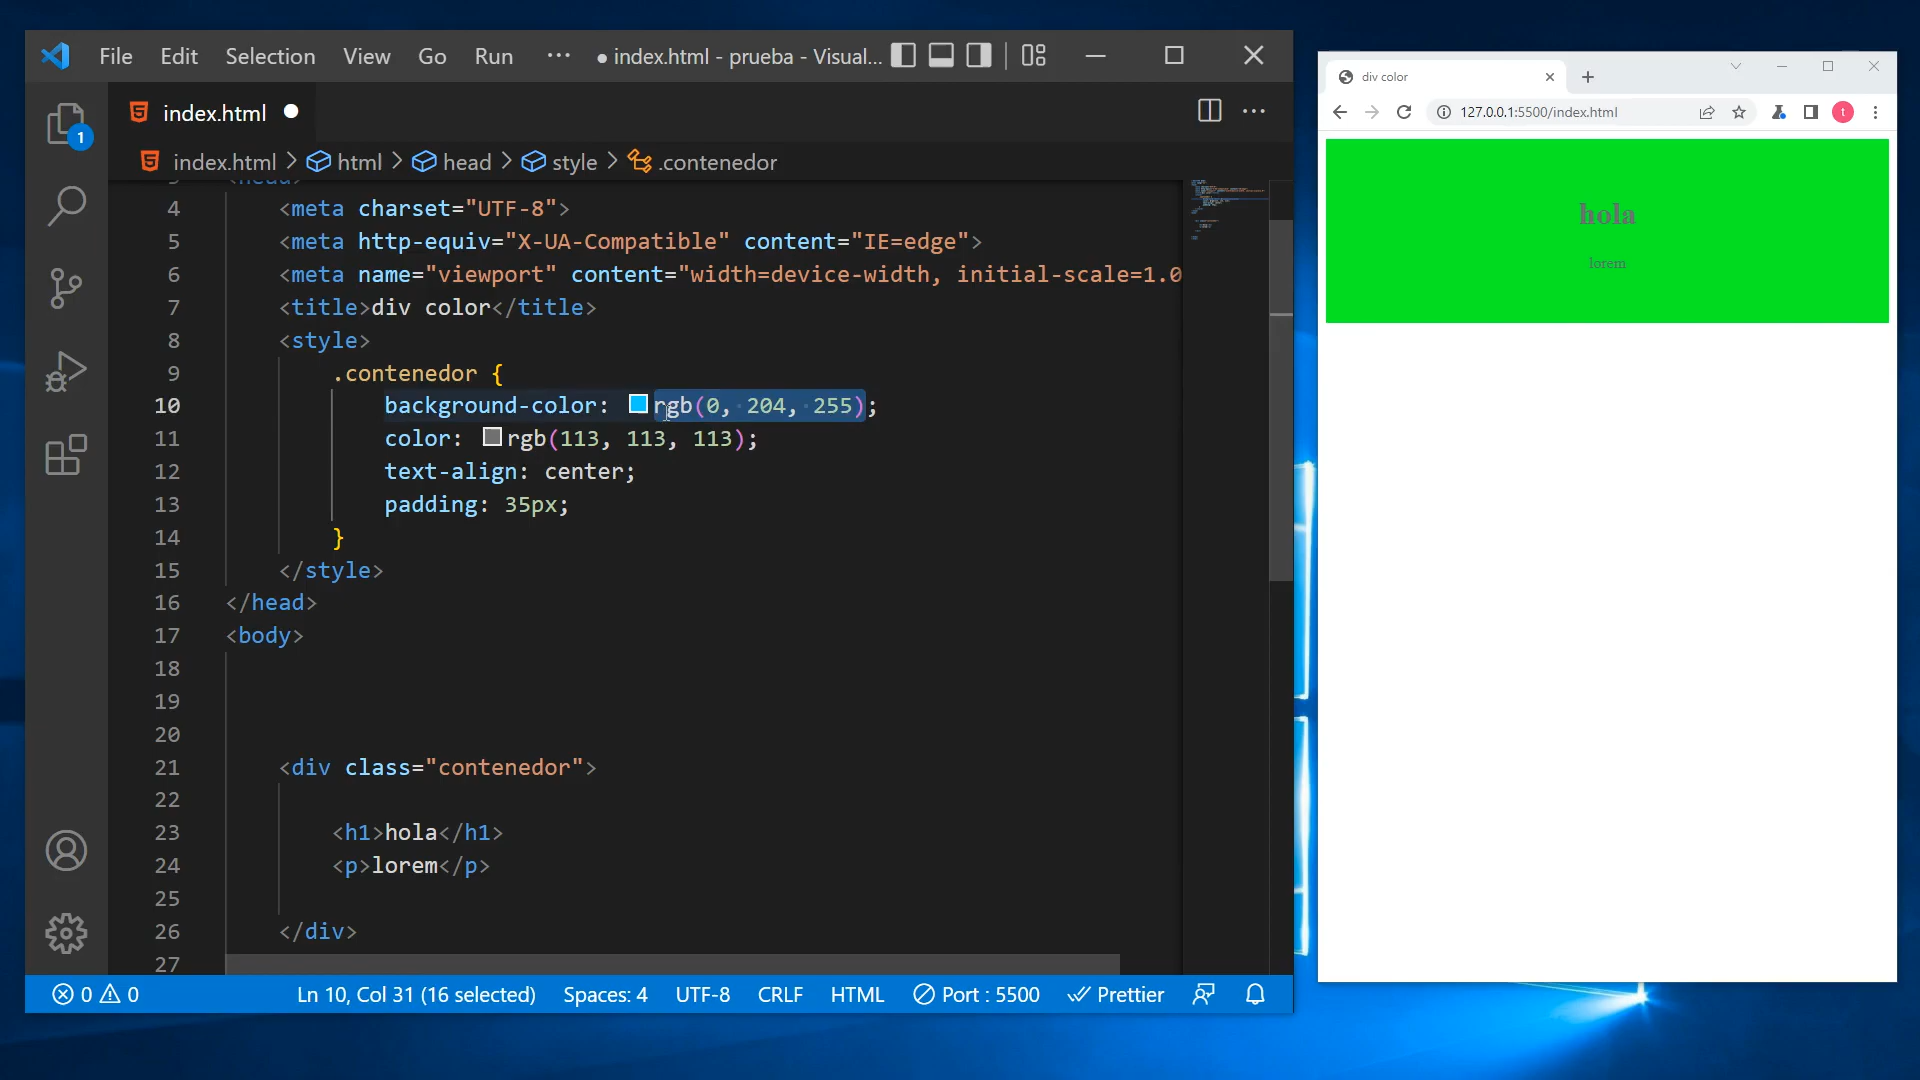 File Edit Selection View Go Run ··· ● index.html - prueba - Visual...
1
index.html
index.html > html > head > style > .contenedor
4 <meta charset="UTF-8">
5 <meta http-equiv="X-UA-Compatible" content="IE=edge">
6 <meta name="viewport" content="width=device-width, initial-scale=1.0
7 <title>div color</title>
8 <style>
9 .contenedor {
10 background-color: rgb(0, 204, 255);
11 color: rgb(113, 113, 113);
12 text-align: center;
13 padding: 35px;
14 }
15 </style>
16 </head>
17 <body>
18
19
20
21 <div class="contenedor">
22
23 <h1>hola</h1>
24 <p>lorem</p>
25
26 </div>
27
0 0 Ln 10, Col 31 (16 selected) Spaces: 4 UTF-8 CRLF HTML Port : 5500 Prettier
div color
127.0.0.1:5500/index.html t
hola
lorem